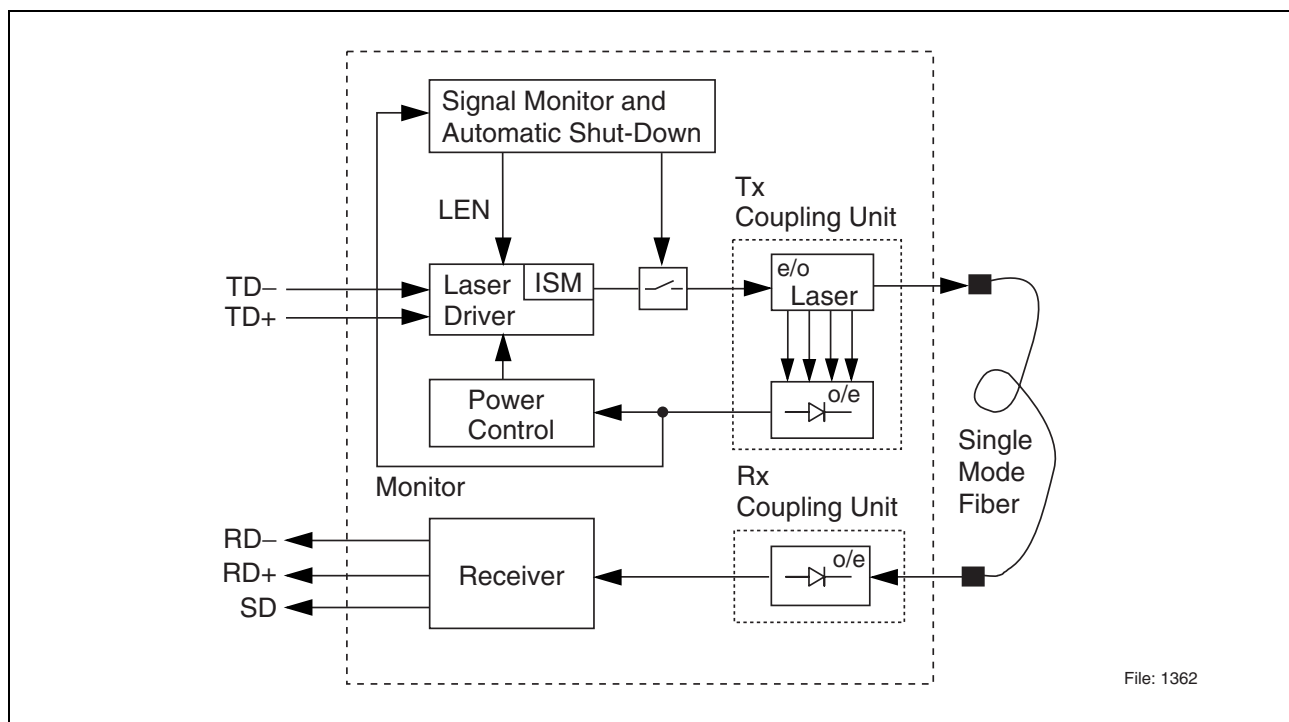 Signal Monitor and
Automatic Shut-Down
LEN
Tx
Coupling Unit
TD–
TD+
Laser
Driver
ISM
e/o
Laser
o/e
Power
Control
Monitor
Single
Mode
Fiber
Rx
Coupling Unit
RD–
RD+
SD
Receiver
o/e
File: 1362